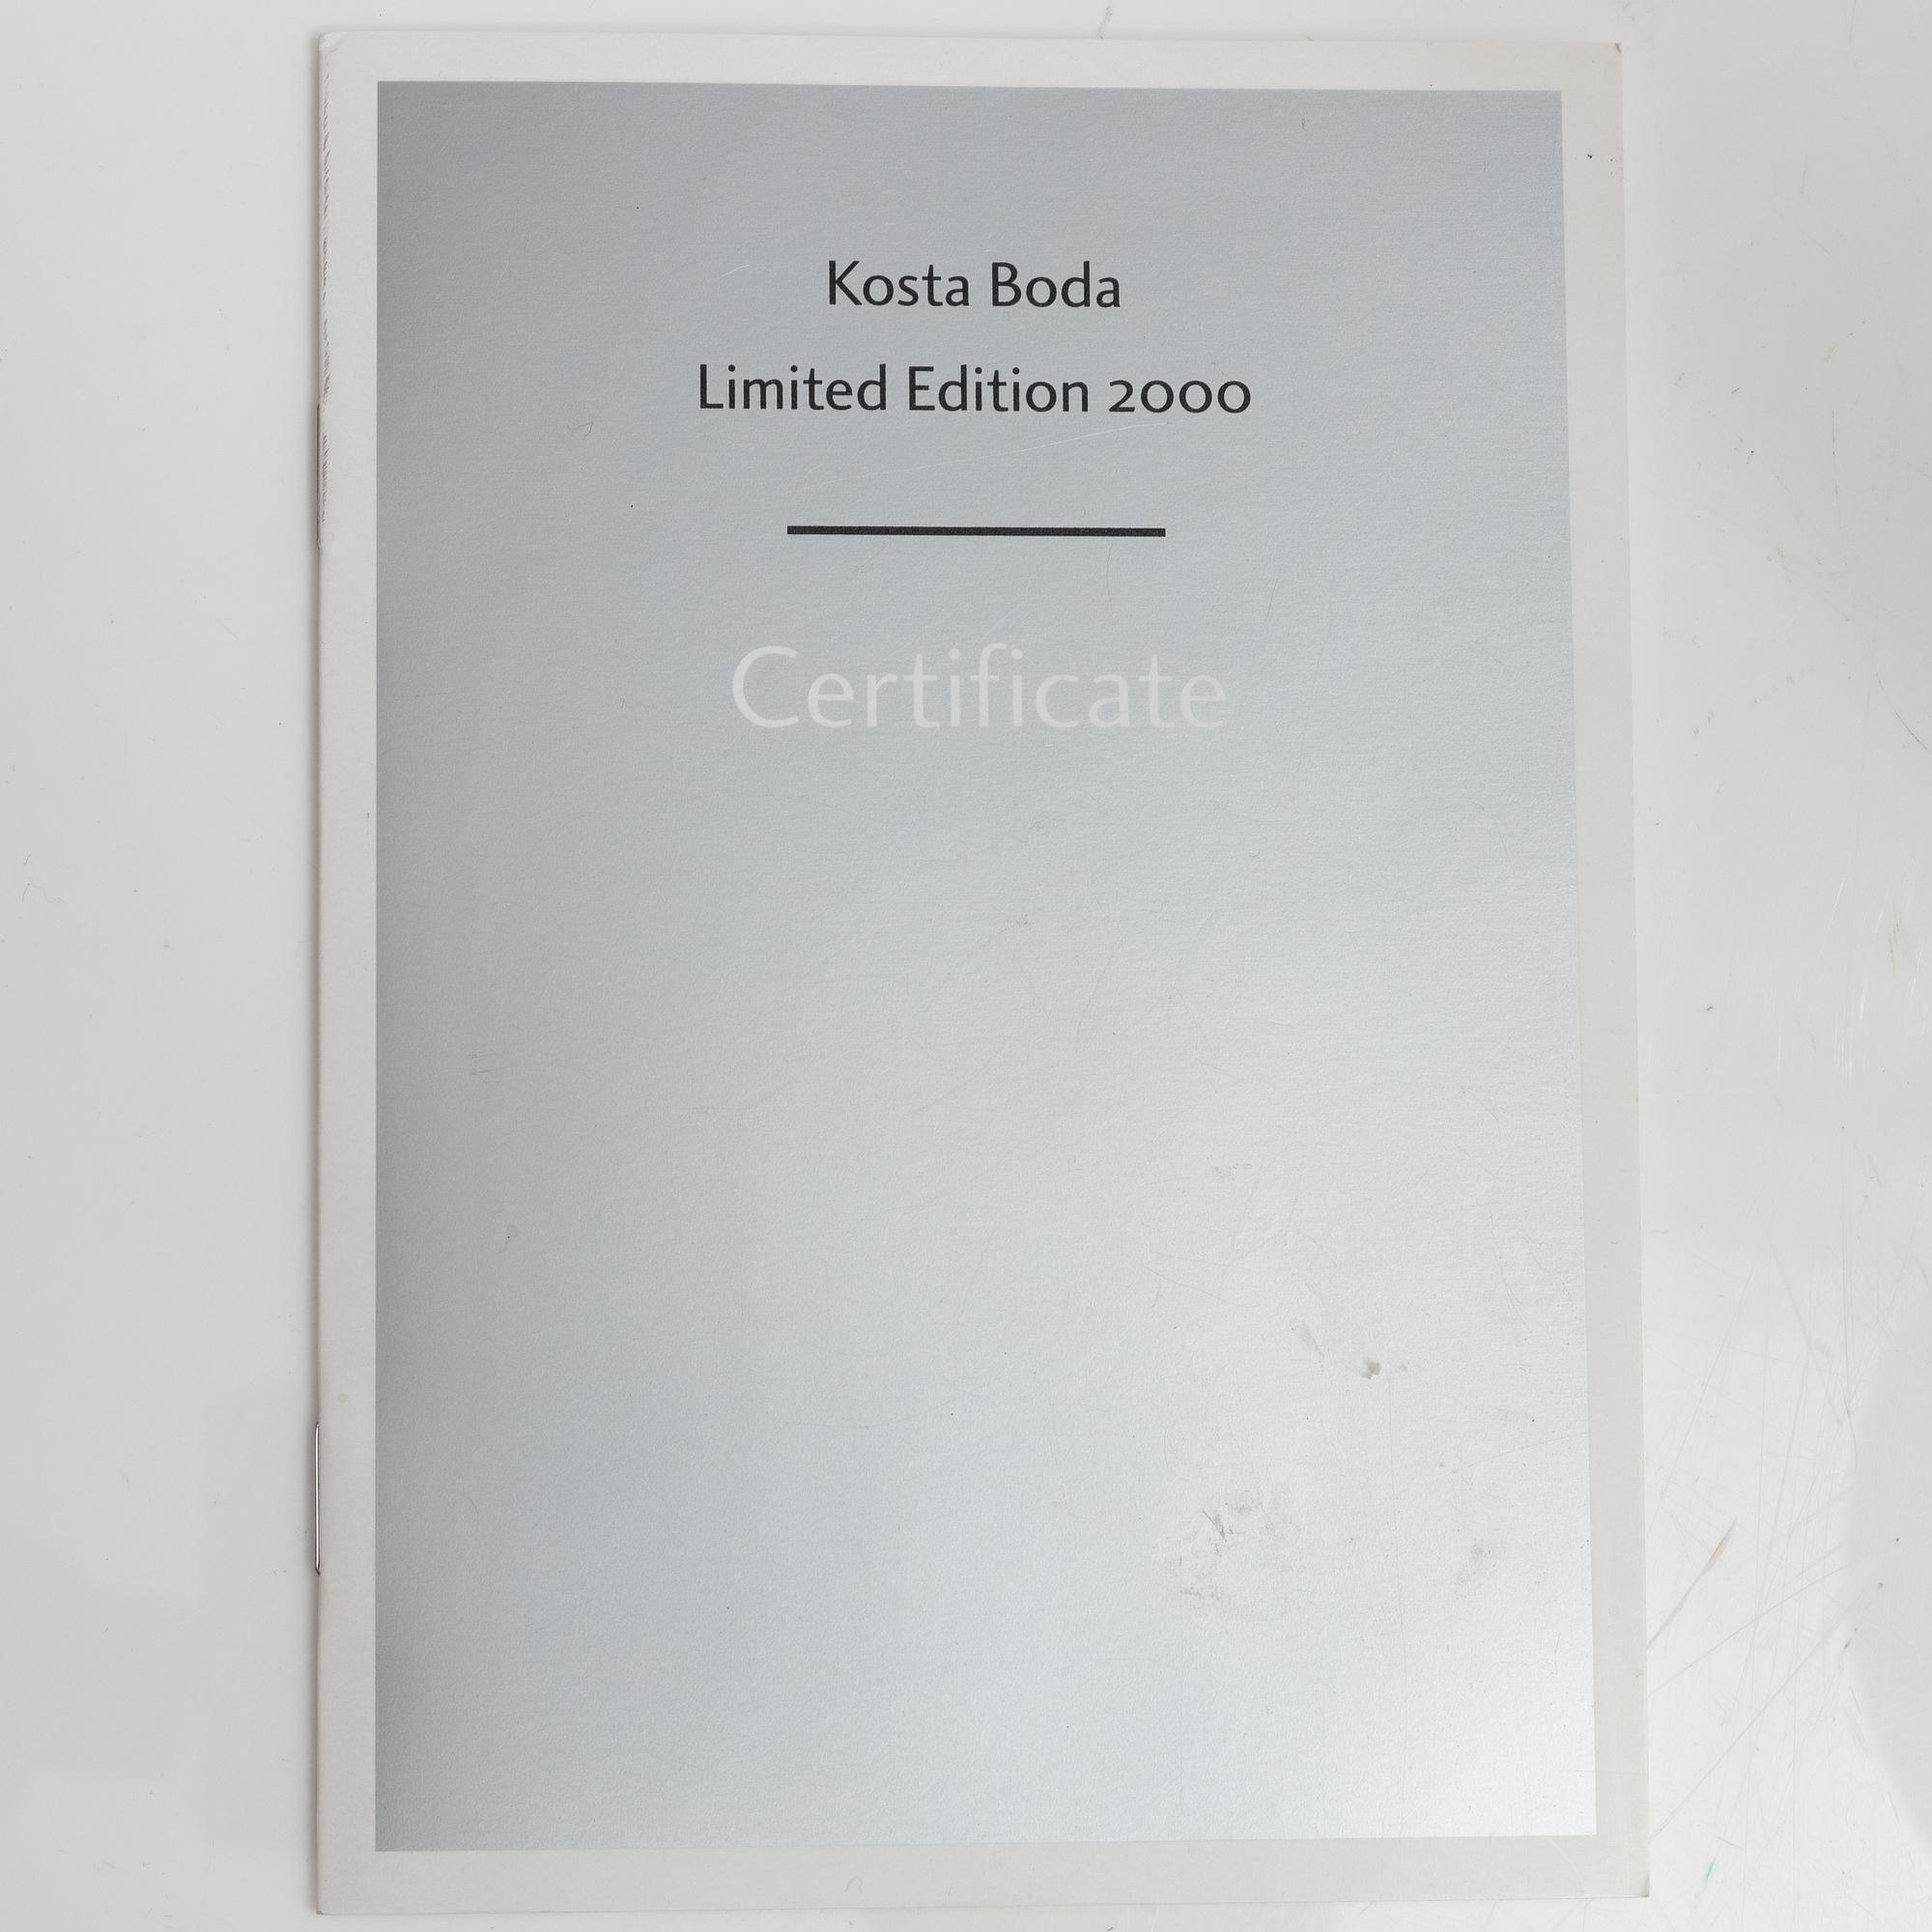 Kosta Boda
Limited Edition 2000
Certificate